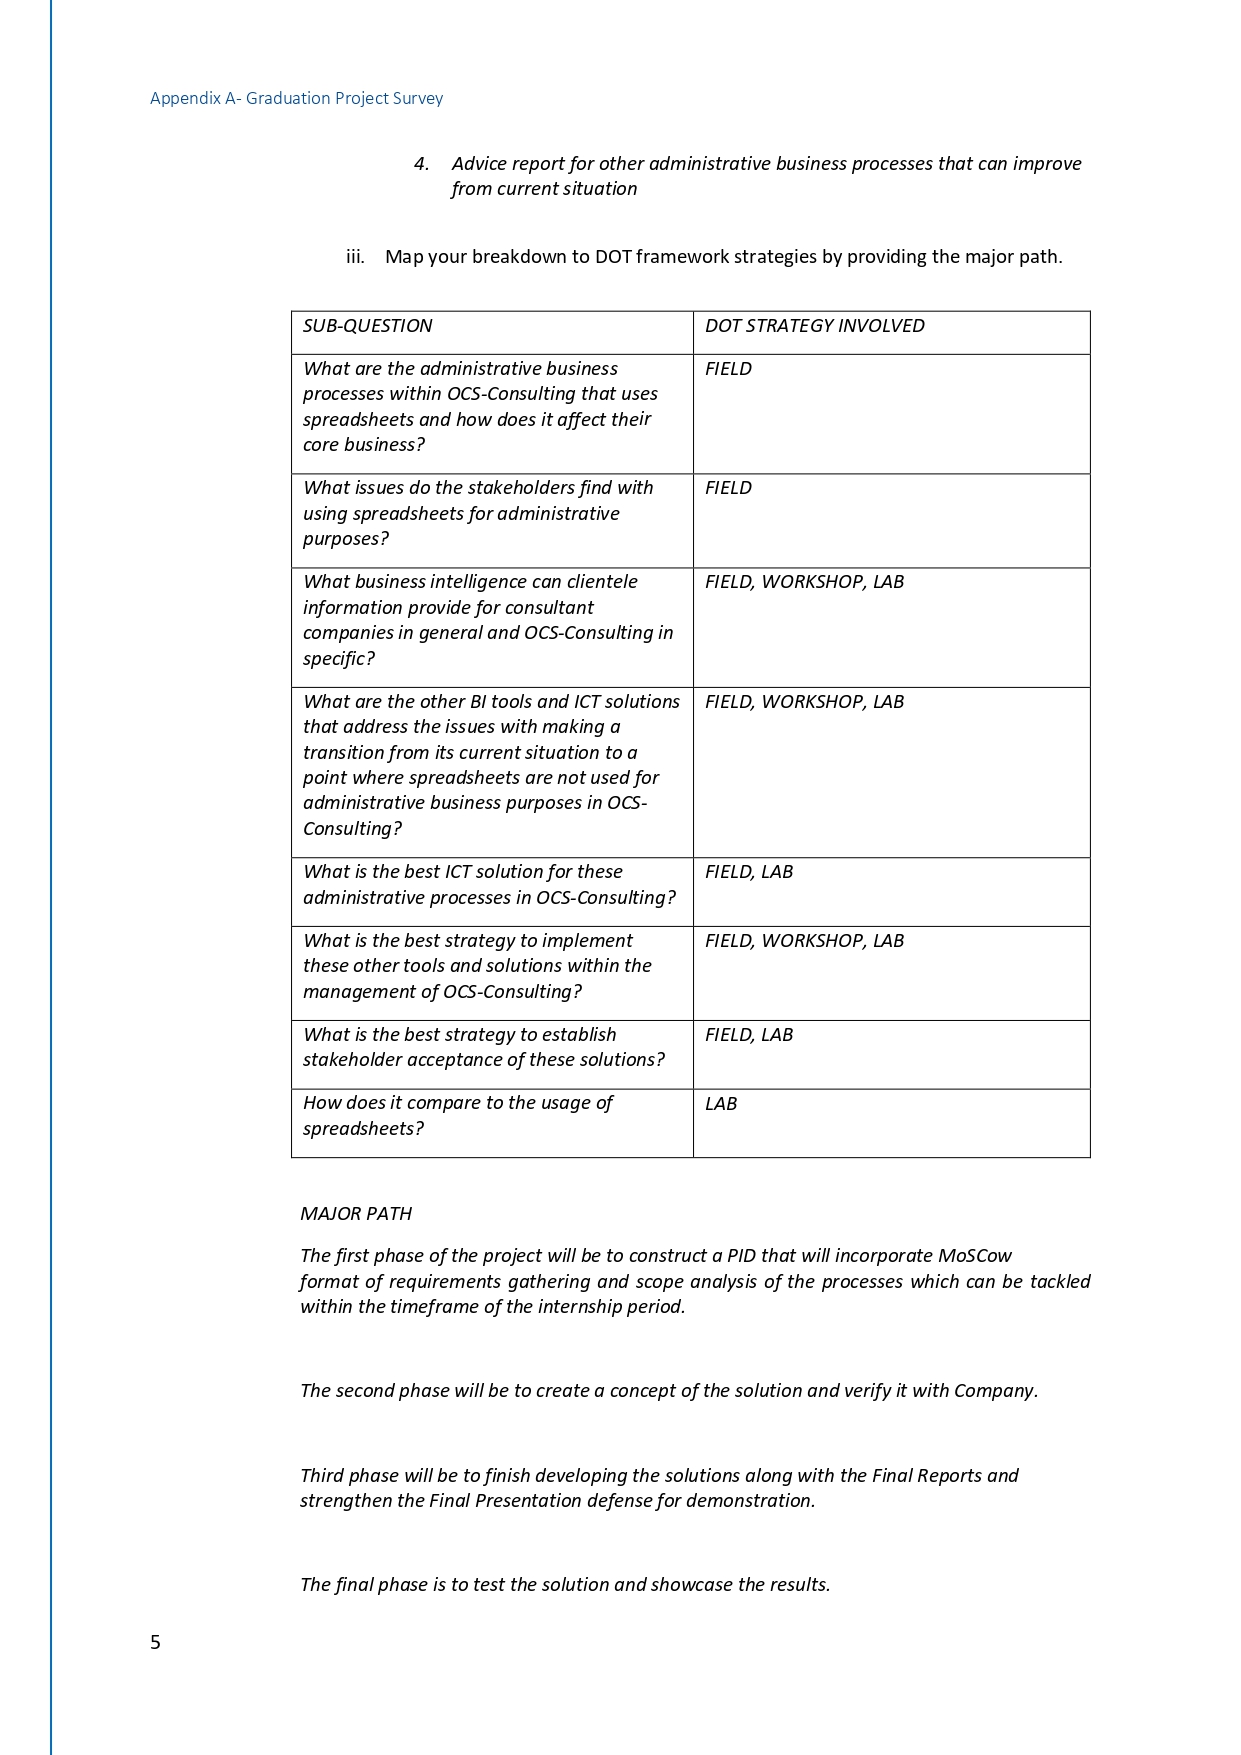 Appendix A- Graduation Project Survey
4. Advice report for other administrative business processes that can improve
from current situation
iii. Map your breakdown to DOT framework strategies by providing the major path.
SUB-QUESTION
DOT STRATEGY INVOLVED
What are the administrative business
processes within OCS-Consulting that uses
spreadsheets and how does it affect their
core business?
FIELD
What issues do the stakeholders find with
using spreadsheets for administrative
purposes?
FIELD
What business intelligence can clientele
information provide for consultant
companies in general and OCS-Consulting in
specific?
FIELD, WORKSHOP, LAB
What are the other BI tools and ICT solutions
that address the issues with making a
transition from its current situation to a
point where spreadsheets are not used for
administrative business purposes in OCS-
Consulting?
FIELD, WORKSHOP, LAB
What is the best ICT solution for these
administrative processes in OCS-Consulting?
FIELD, LAB
What is the best strategy to implement
these other tools and solutions within the
management of OCS-Consulting?
FIELD, WORKSHOP, LAB
What is the best strategy to establish
stakeholder acceptance of these solutions?
FIELD, LAB
How does it compare to the usage of
spreadsheets?
LAB
MAJOR PATH
The first phase of the project will be to construct a PID that will incorporate MoSCow
format of requirements gathering and scope analysis of the processes which can be tackled
within the timeframe of the internship period.
The second phase will be to create a concept of the solution and verify it with Company.
Third phase will be to finish developing the solutions along with the Final Reports and
strengthen the Final Presentation defense for demonstration.
The final phase is to test the solution and showcase the results.
5